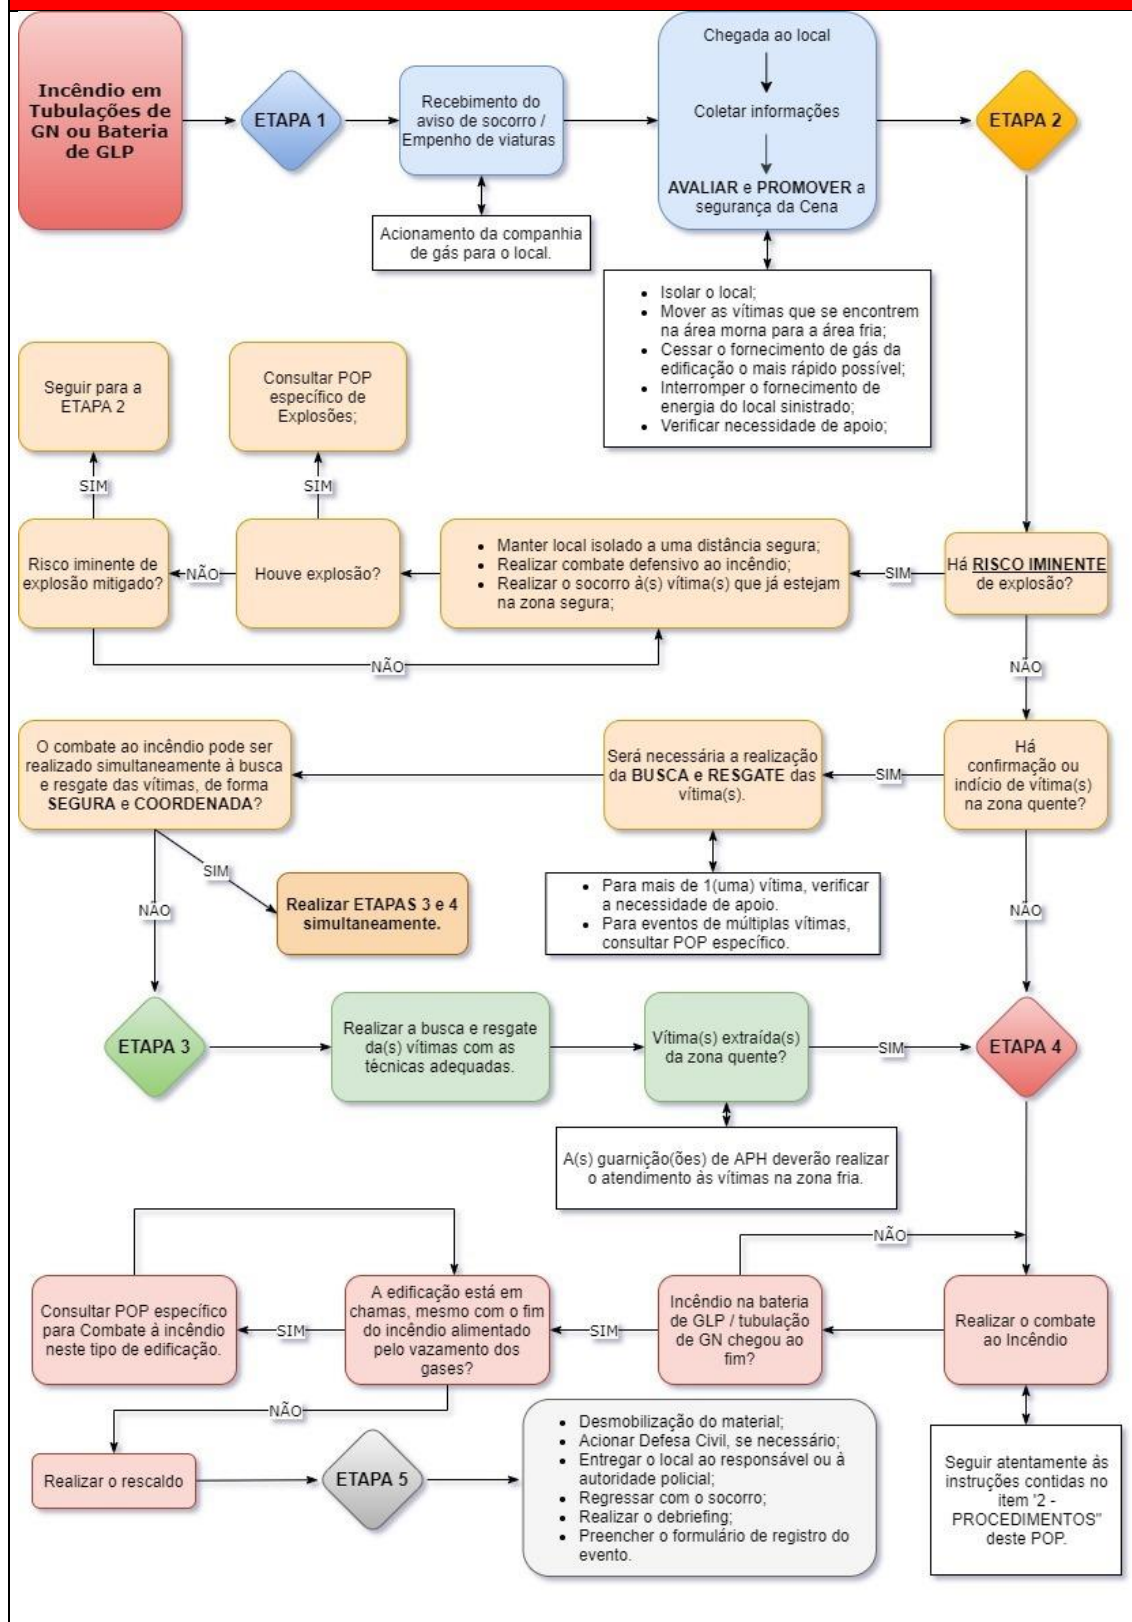 Incêndio em
Tubulações de
GN ou Bateria
de GLP
ETAPA 1
Recebimento do
aviso de socorro /
Empenho de viaturas
Acionamento da companhia
de gás para o local.
Chegada ao local
Coletar informações
AVALIAR e PROMOVER a
segurança da Cena
• Isolar o local;
• Mover as vítimas que se encontrem
na área morna para a área fria;
• Cessar o fornecimento de gás da
edificação o mais rápido possível;
• Interromper o fornecimento de
energia do local sinistrado;
• Verificar necessidade de apoio;
ETAPA 2
Há RISCO IMINENTE
de explosão?
SIM
• Manter local isolado a uma distância segura;
• Realizar combate defensivo ao incêndio;
• Realizar o socorro à(s) vítima(s) que já estejam
na zona segura;
Houve explosão?
SIM
Consultar POP
específico de
Explosões;
NÃO
Risco iminente de
explosão mitigado?
SIM
Seguir para a
ETAPA 2
NÃO
NÃO
Há
confirmação ou
indício de vítima(s)
na zona quente?
SIM
Será necessária a realização
da BUSCA e RESGATE das
vítima(s).
• Para mais de 1(uma) vítima, verificar
a necessidade de apoio.
• Para eventos de múltiplas vítimas,
consultar POP específico.
O combate ao incêndio pode ser
realizado simultaneamente à busca
e resgate das vítimas, de forma
SEGURA e COORDENADA?
SIM
Realizar ETAPAS 3 e 4
simultaneamente.
NÃO
NÃO
ETAPA 3
Realizar a busca e resgate
da(s) vítimas com as
técnicas adequadas.
Vítima(s) extraída(s)
da zona quente?
SIM
A(s) guarnição(ões) de APH deverão realizar
o atendimento às vítimas na zona fria.
ETAPA 4
Realizar o combate
ao Incêndio
Seguir atentamente às
instruções contidas no
item '2 -
PROCEDIMENTOS"
deste POP.
Incêndio na bateria
de GLP / tubulação
de GN chegou ao
fim?
NÃO
SIM
A edificação está em
chamas, mesmo com o fim
do incêndio alimentado
pelo vazamento dos
gases?
SIM
Consultar POP específico
para Combate à incêndio
neste tipo de edificação.
NÃO
Realizar o rescaldo
ETAPA 5
• Desmobilização do material;
• Acionar Defesa Civil, se necessário;
• Entregar o local ao responsável ou à
autoridade policial;
• Regressar com o socorro;
• Realizar o debriefing;
• Preencher o formulário de registro do
evento.